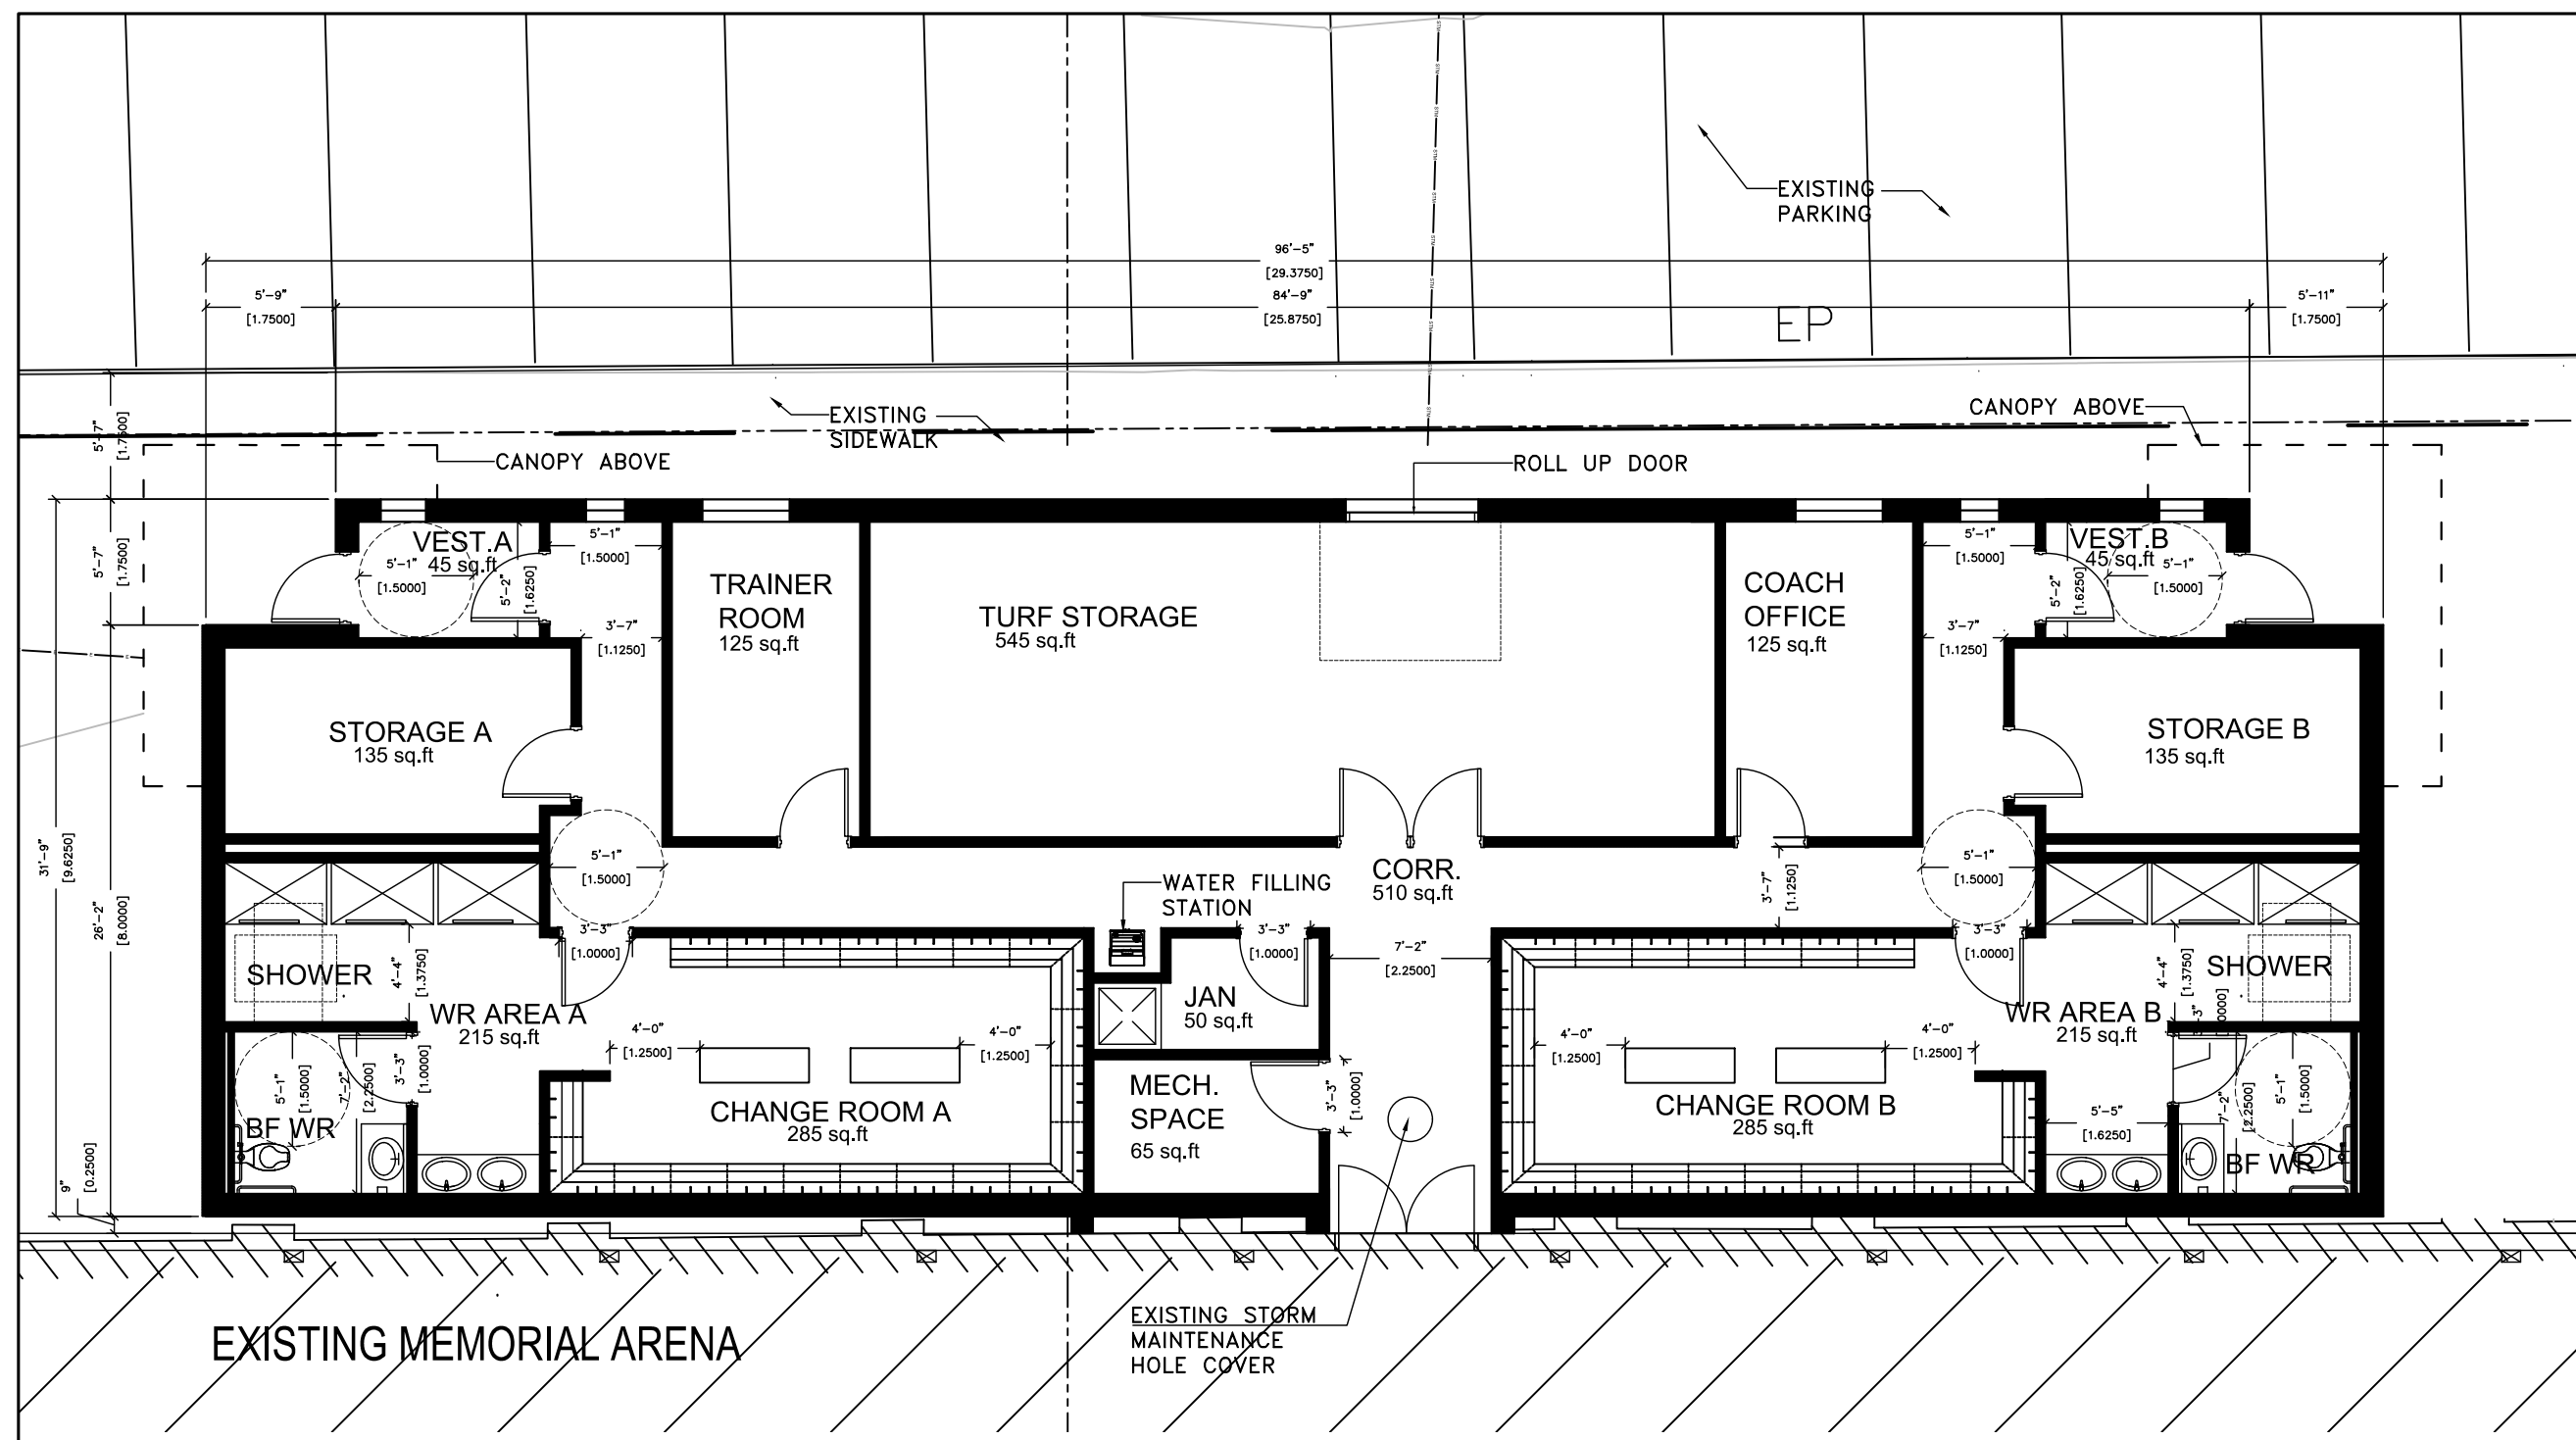 EXISTING
PARKING
96'-5"
[29.3750]
5'-9"
[1.7500]
84'-9"
[25.8750]
5'-11"
[1.7500]
EP
5'-7"
[1.7500]
EXISTING
SIDEWALK
CANOPY ABOVE
CANOPY ABOVE
ROLL UP DOOR
31'-9"
[9.6250]
5'-7"
[1.7500]
26'-2"
[8.0000]
9"
[0.2500]
VEST.A
45 sq.ft
5'-1"
[1.5000]
5'-2"
[1.6250]
5'-1"
[1.5000]
3'-7"
[1.1250]
TRAINER
ROOM
125 sq.ft
TURF STORAGE
545 sq.ft
COACH
OFFICE
125 sq.ft
5'-1"
[1.5000]
3'-7"
[1.1250]
VEST.B
45 sq.ft
5'-2"
[1.6250]
5'-1"
[1.5000]
STORAGE A
135 sq.ft
STORAGE B
135 sq.ft
5'-1"
[1.5000]
WATER FILLING
STATION
CORR.
510 sq.ft
3'-7"
[1.1250]
5'-1"
[1.5000]
SHOWER
4'-4"
[1.3750]
3'-3"
[1.0000]
WR AREA A
215 sq.ft
3'-3"
[1.0000]
JAN
50 sq.ft
7'-2"
[2.2500]
3'-3"
[1.0000]
WR AREA B
215 sq.ft
4'-4"
[1.3750]
SHOWER
4'-0"
[1.2500]
4'-0"
[1.2500]
4'-0"
[1.2500]
4'-0"
[1.2500]
BF WR
5'-1"
[1.5000]
7'-2"
[2.2500]
3'-3"
[1.0000]
CHANGE ROOM A
285 sq.ft
MECH.
SPACE
65 sq.ft
3'-3"
[1.0000]
CHANGE ROOM B
285 sq.ft
5'-5"
[1.6250]
7'-2"
[2.2500]
5'-1"
[1.5000]
BF WR
EXISTING MEMORIAL ARENA
EXISTING STORM
MAINTENANCE
HOLE COVER